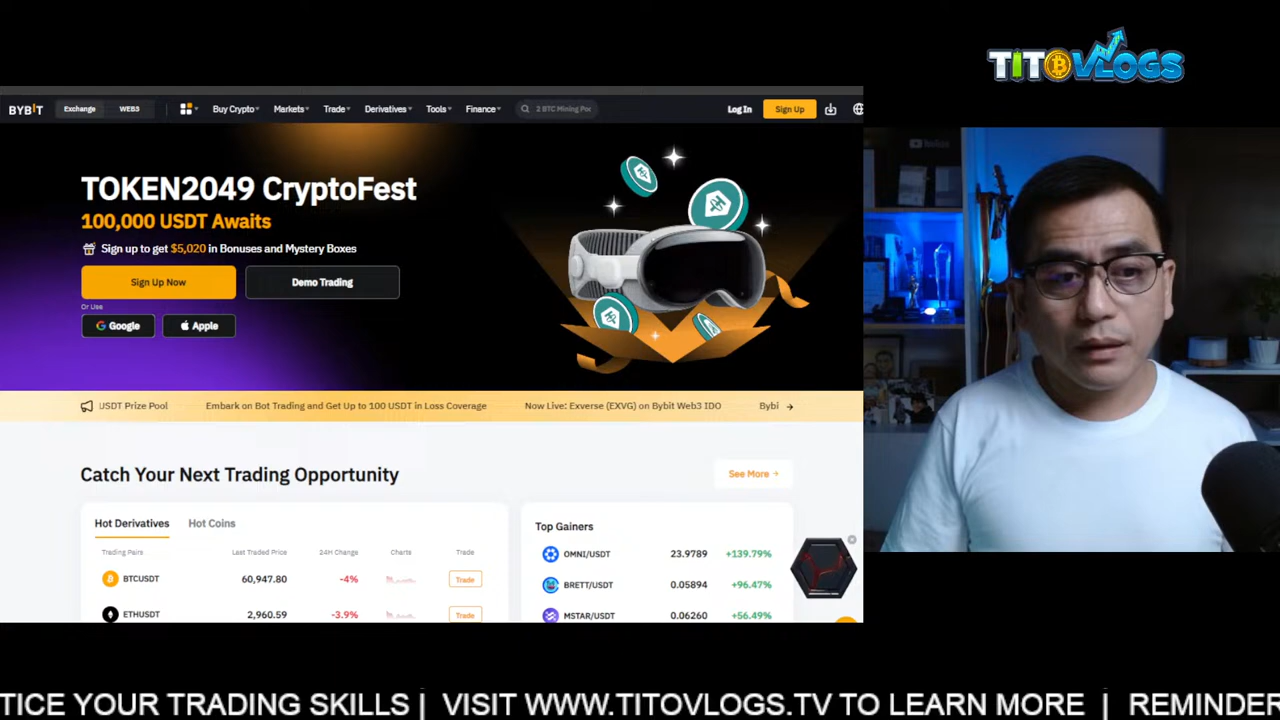 TITOVLOGS
BYBIT Exchange WEB3 Buy Crypto Markets Trade Derivatives Tools Finance Log In Sign Up
TOKEN2049 CryptoFest
100,000 USDT Awaits
Sign up to get $5,020 in Bonuses and Mystery Boxes
Sign Up Now Demo Trading
Or Use
Google Apple
USDT Prize Pool Embark on Bot Trading and Get Up to 100 USDT in Loss Coverage Now Live: Exverse (EXVG) on Bybit Web3 IDO Bybi
Catch Your Next Trading Opportunity See More
Hot Derivatives Hot Coins
Trading Pairs Last Traded Price 24H Change Charts Trade
BTCUSDT 60,947.80 -4% Trade
ETHUSDT 2,960.59 -3.9% Trade
Top Gainers
OMNI/USDT 23.9789 +139.79%
BRETT/USDT 0.05894 +96.47%
MSTAR/USDT 0.06260 +56.49%
TICE YOUR TRADING SKILLS | VISIT WWW.TITOVLOGS.TV TO LEARN MORE | REMINDER